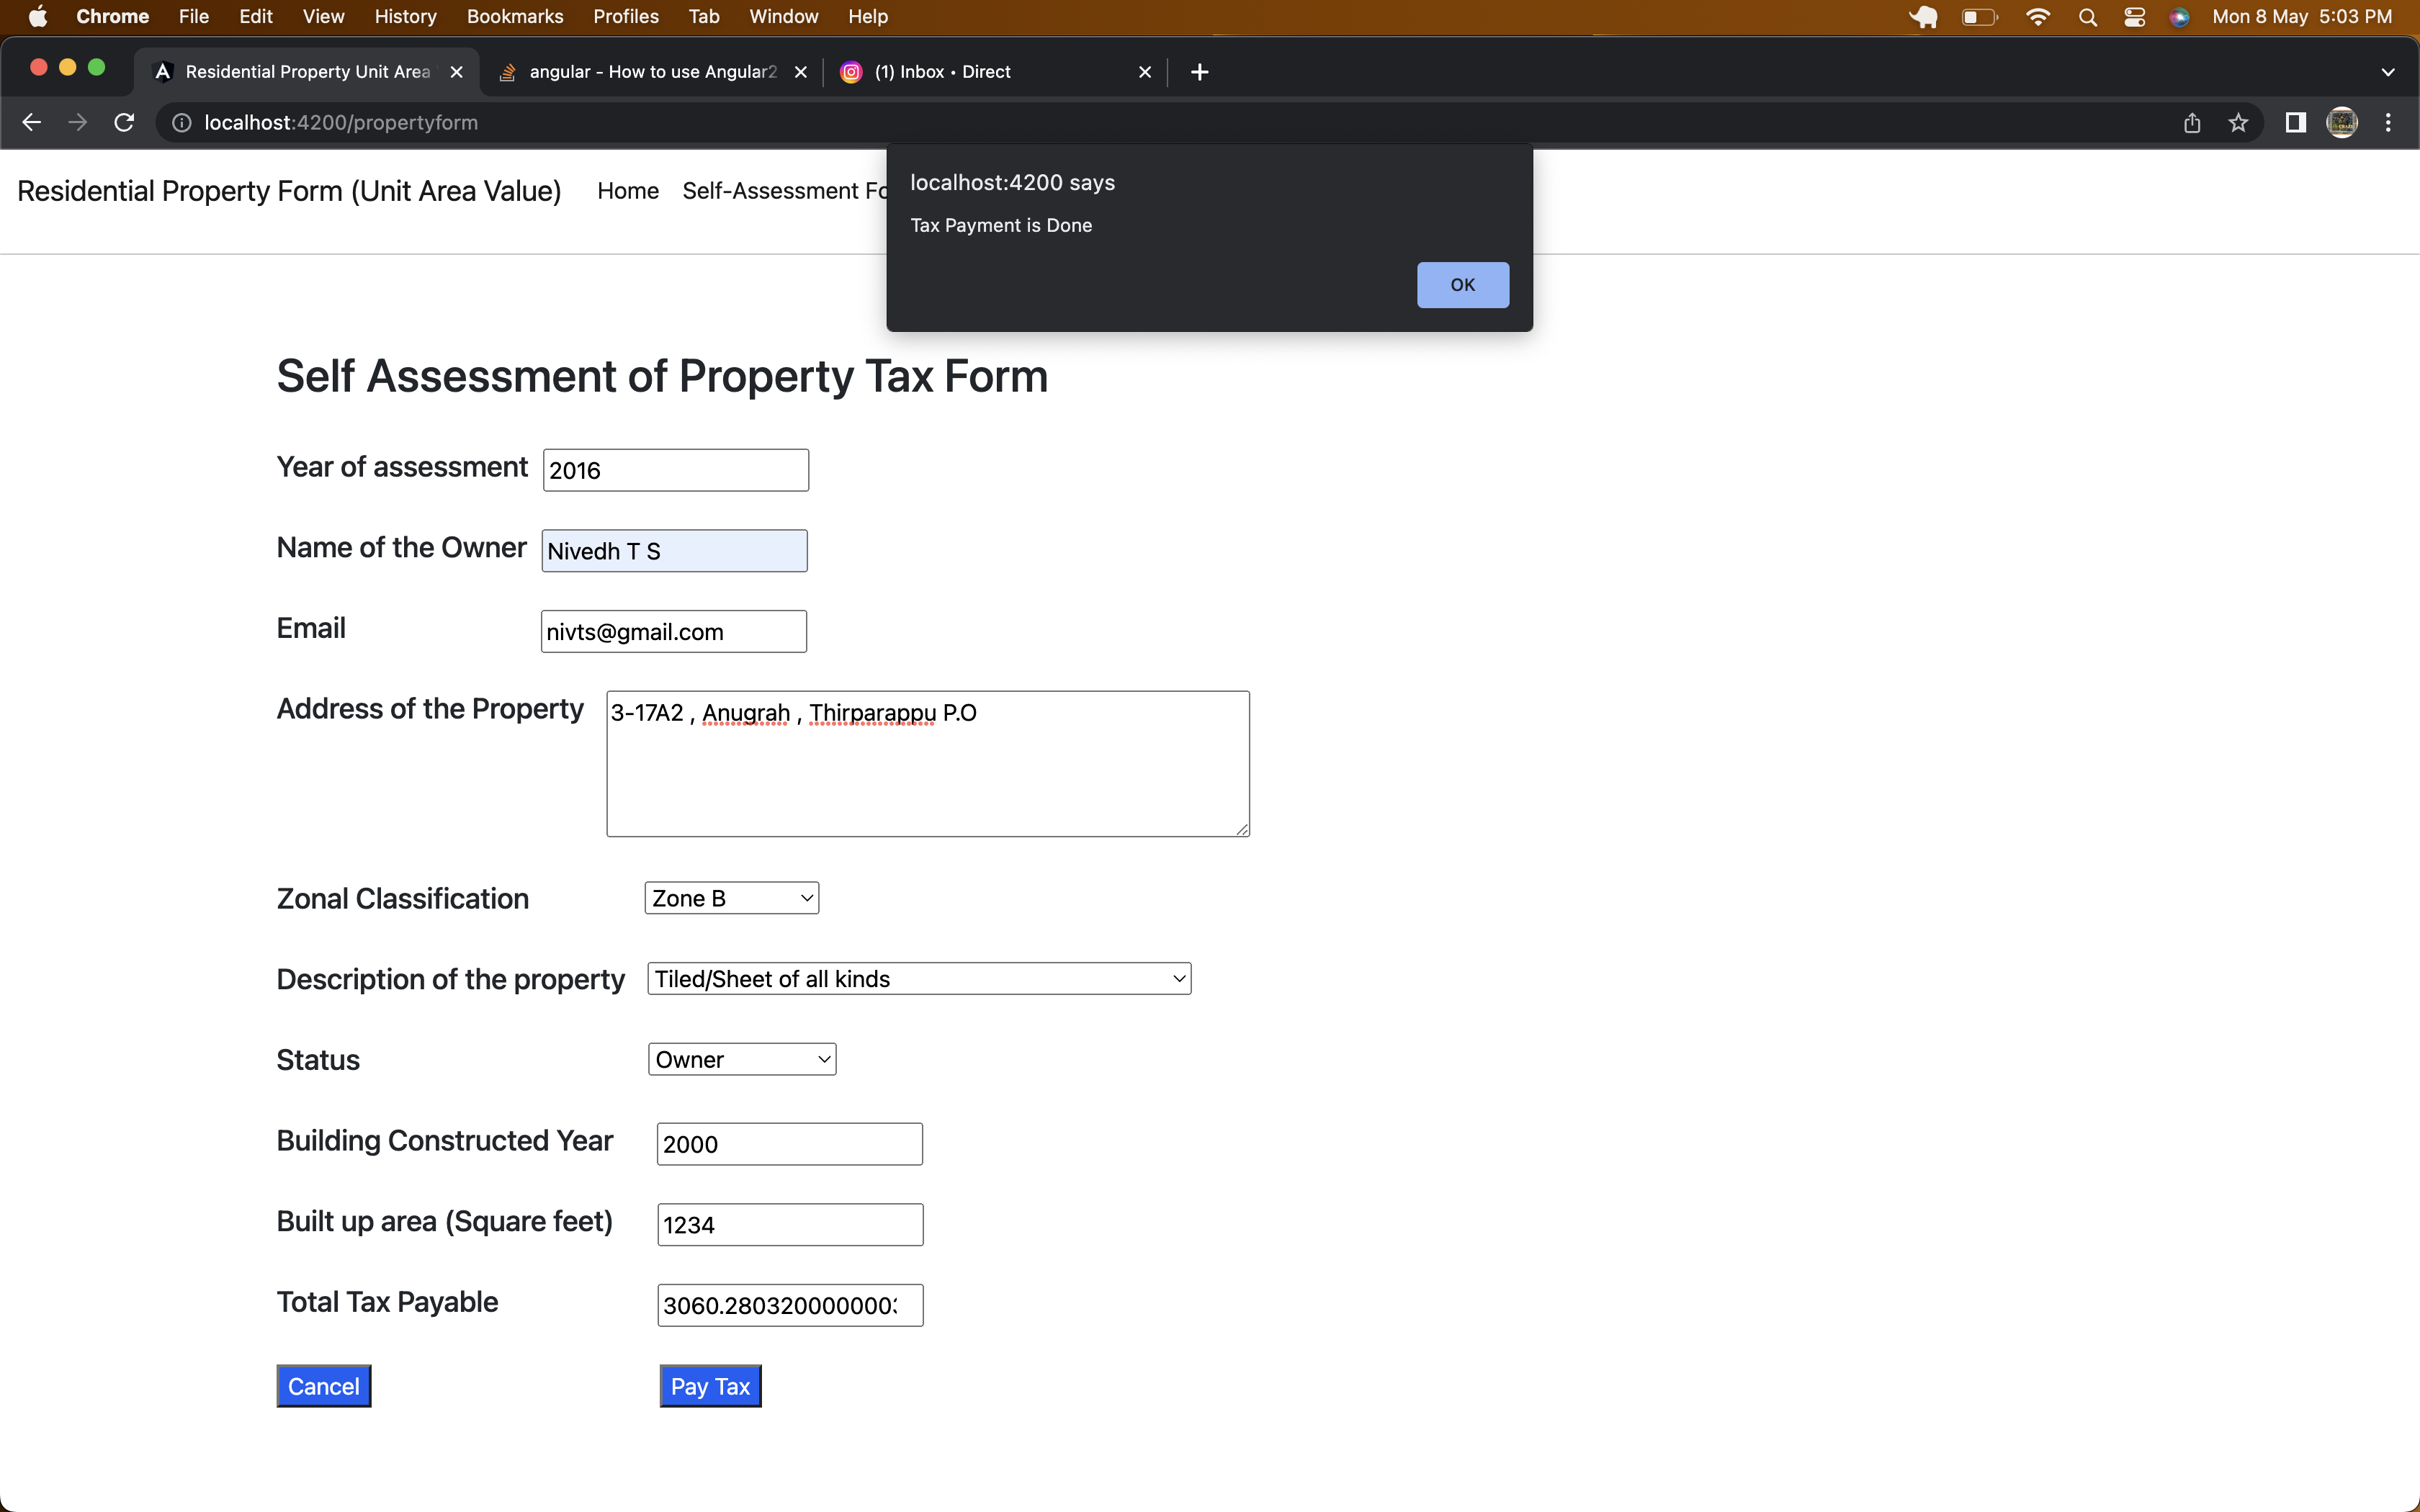 Chrome File Edit View History Bookmarks Profiles Tab Window Help Mon 8 May 5:03 PM
Residential Property Unit Area angular - How to use Angular2 (1) Inbox • Direct
localhost:4200/propertyform
Residential Property Form (Unit Area Value) Home Self-Assessment Fo
localhost:4200 says
Tax Payment is Done
OK
Self Assessment of Property Tax Form
Year of assessment 2016
Name of the Owner Nivedh T S
Email nivts@gmail.com
Address of the Property 3-17A2 , Anugrah , Thirparappu P.O
Zonal Classification Zone B
Description of the property Tiled/Sheet of all kinds
Status Owner
Building Constructed Year 2000
Built up area (Square feet) 1234
Total Tax Payable 3060.280320000000
Cancel Pay Tax